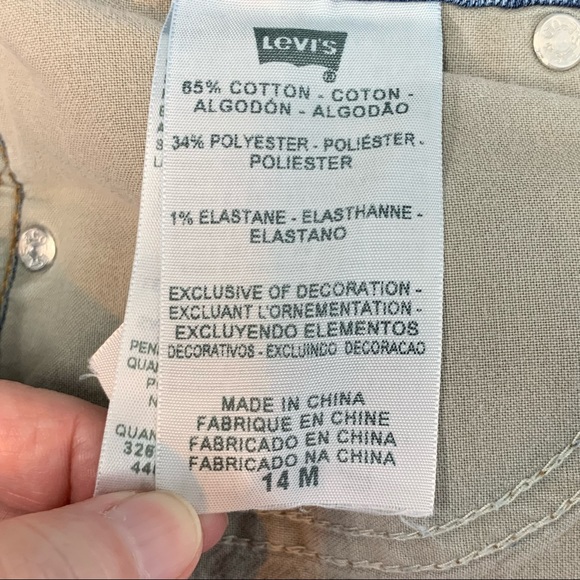 Levi's
®
65% COTTON - COTON -
ALGODÓN - ALGODÃO
34% POLYESTER - POLIÉSTER -
POLIESTER
1% ELASTANE - ELASTHANNE -
ELASTANO
EXCLUSIVE OF DECORATION -
EXCLUANT L'ORNEMENTATION -
EXCLUYENDO ELEMENTOS
DECORATIVOS - EXCLUINDO DECORACAO
MADE IN CHINA
FABRIQUE EN CHINE
FABRICADO EN CHINA
FABRICADO NA CHINA
14 M